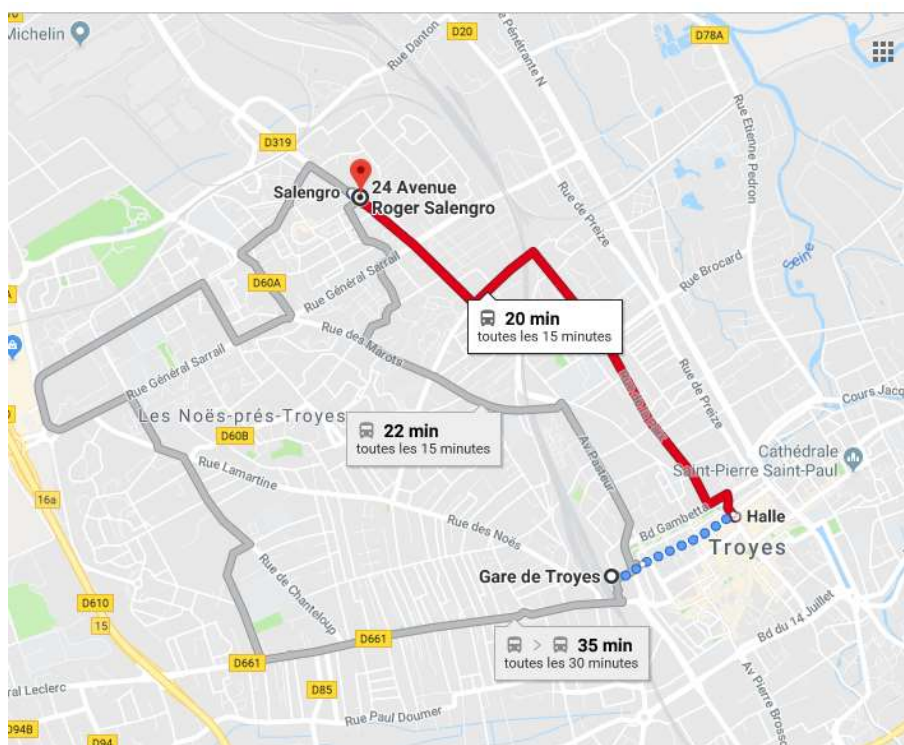 Michelin
D20
D78A
Rue Danton
Pénétrante N
Rue Etienne Pedron
D319
Salengro
24 Avenue
Roger Salengro
Rue de Preize
Seine
Rue Brocard
D60A
Rue Général Sarrail
20 min
toutes les 15 minutes
Rue des Marots
Rue Général Sarrail
Rue de Preize
Cours Jacq
Les Noës-prés-Troyes
22 min
toutes les 15 minutes
D60B
Av Pasteur
Cathédrale
Saint-Pierre Saint-Paul
Rue Lamartine
16a
Rue des Noës
Bd Gambetta
Halle
Troyes
Gare de Troyes
Rue de Chanteloup
D610
15
D661
D661
> 35 min
toutes les 30 minutes
Bd du 14 Juillet
ral Leclerc
D85
Rue Paul Doumer
Av Pierre Brosso
D94B
D94